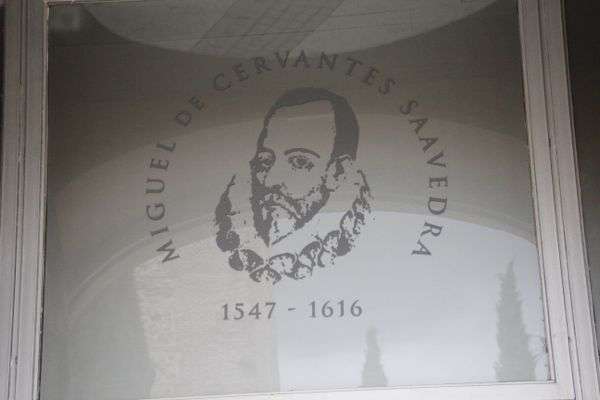 MIGUEL DE CERVANTES SAAVEDRA
1547 - 1616